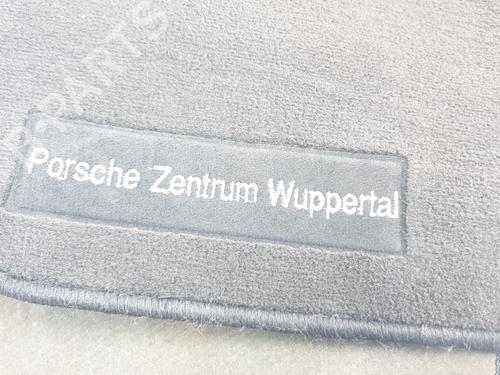 Porsche Zentrum Wuppertal